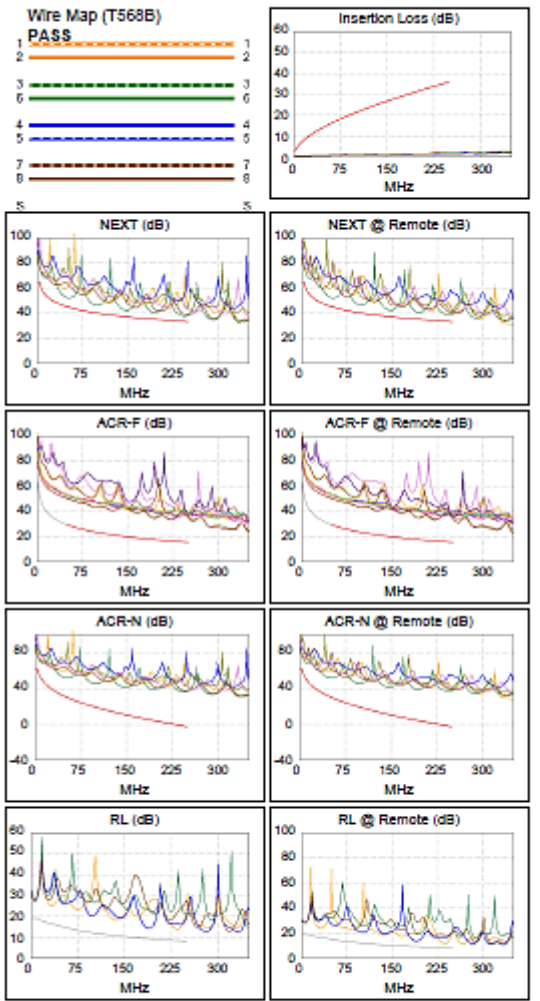 Wire Map (T568B)
PASS
1 1
2 2
3 3
6 6
4 4
5 5
7 7
8 8
S S
Insertion Loss (dB)
60
50
40
30
20
10
0
0 75 150 225 300
MHz
NEXT (dB)
100
80
60
40
20
0
0 75 150 225 300
MHz
NEXT @ Remote (dB)
100
80
60
40
20
0
0 75 150 225 300
MHz
ACR-F (dB)
100
80
60
40
20
0
0 75 150 225 300
MHz
ACR-F @ Remote (dB)
100
80
60
40
20
0
0 75 150 225 300
MHz
ACR-N (dB)
80
40
0
-40
0 75 150 225 300
MHz
ACR-N @ Remote (dB)
80
40
0
-40
0 75 150 225 300
MHz
RL (dB)
60
50
40
30
20
10
0
0 75 150 225 300
MHz
RL @ Remote (dB)
100
80
60
40
20
0
0 75 150 225 300
MHz